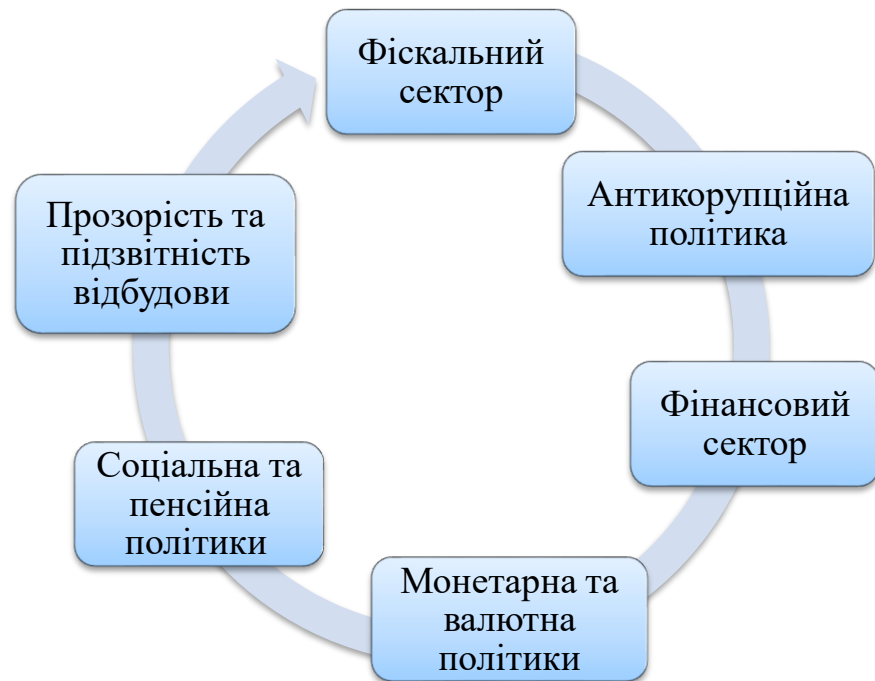 Фіскальний
сектор
Антикорупційна
політика
Фінансовий
сектор
Монетарна та
валютна
політики
Соціальна та
пенсійна
політики
Прозорість та
підзвітність
відбудови